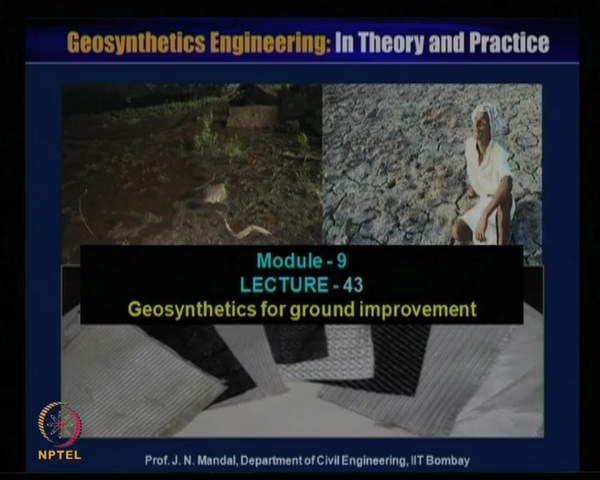 Geosynthetics Engineering: In Theory and Practice
Module - 9
LECTURE - 43
Geosynthetics for ground improvement
NPTEL
Prof. J. N. Mandal, Department of Civil Engineering, IIT Bombay